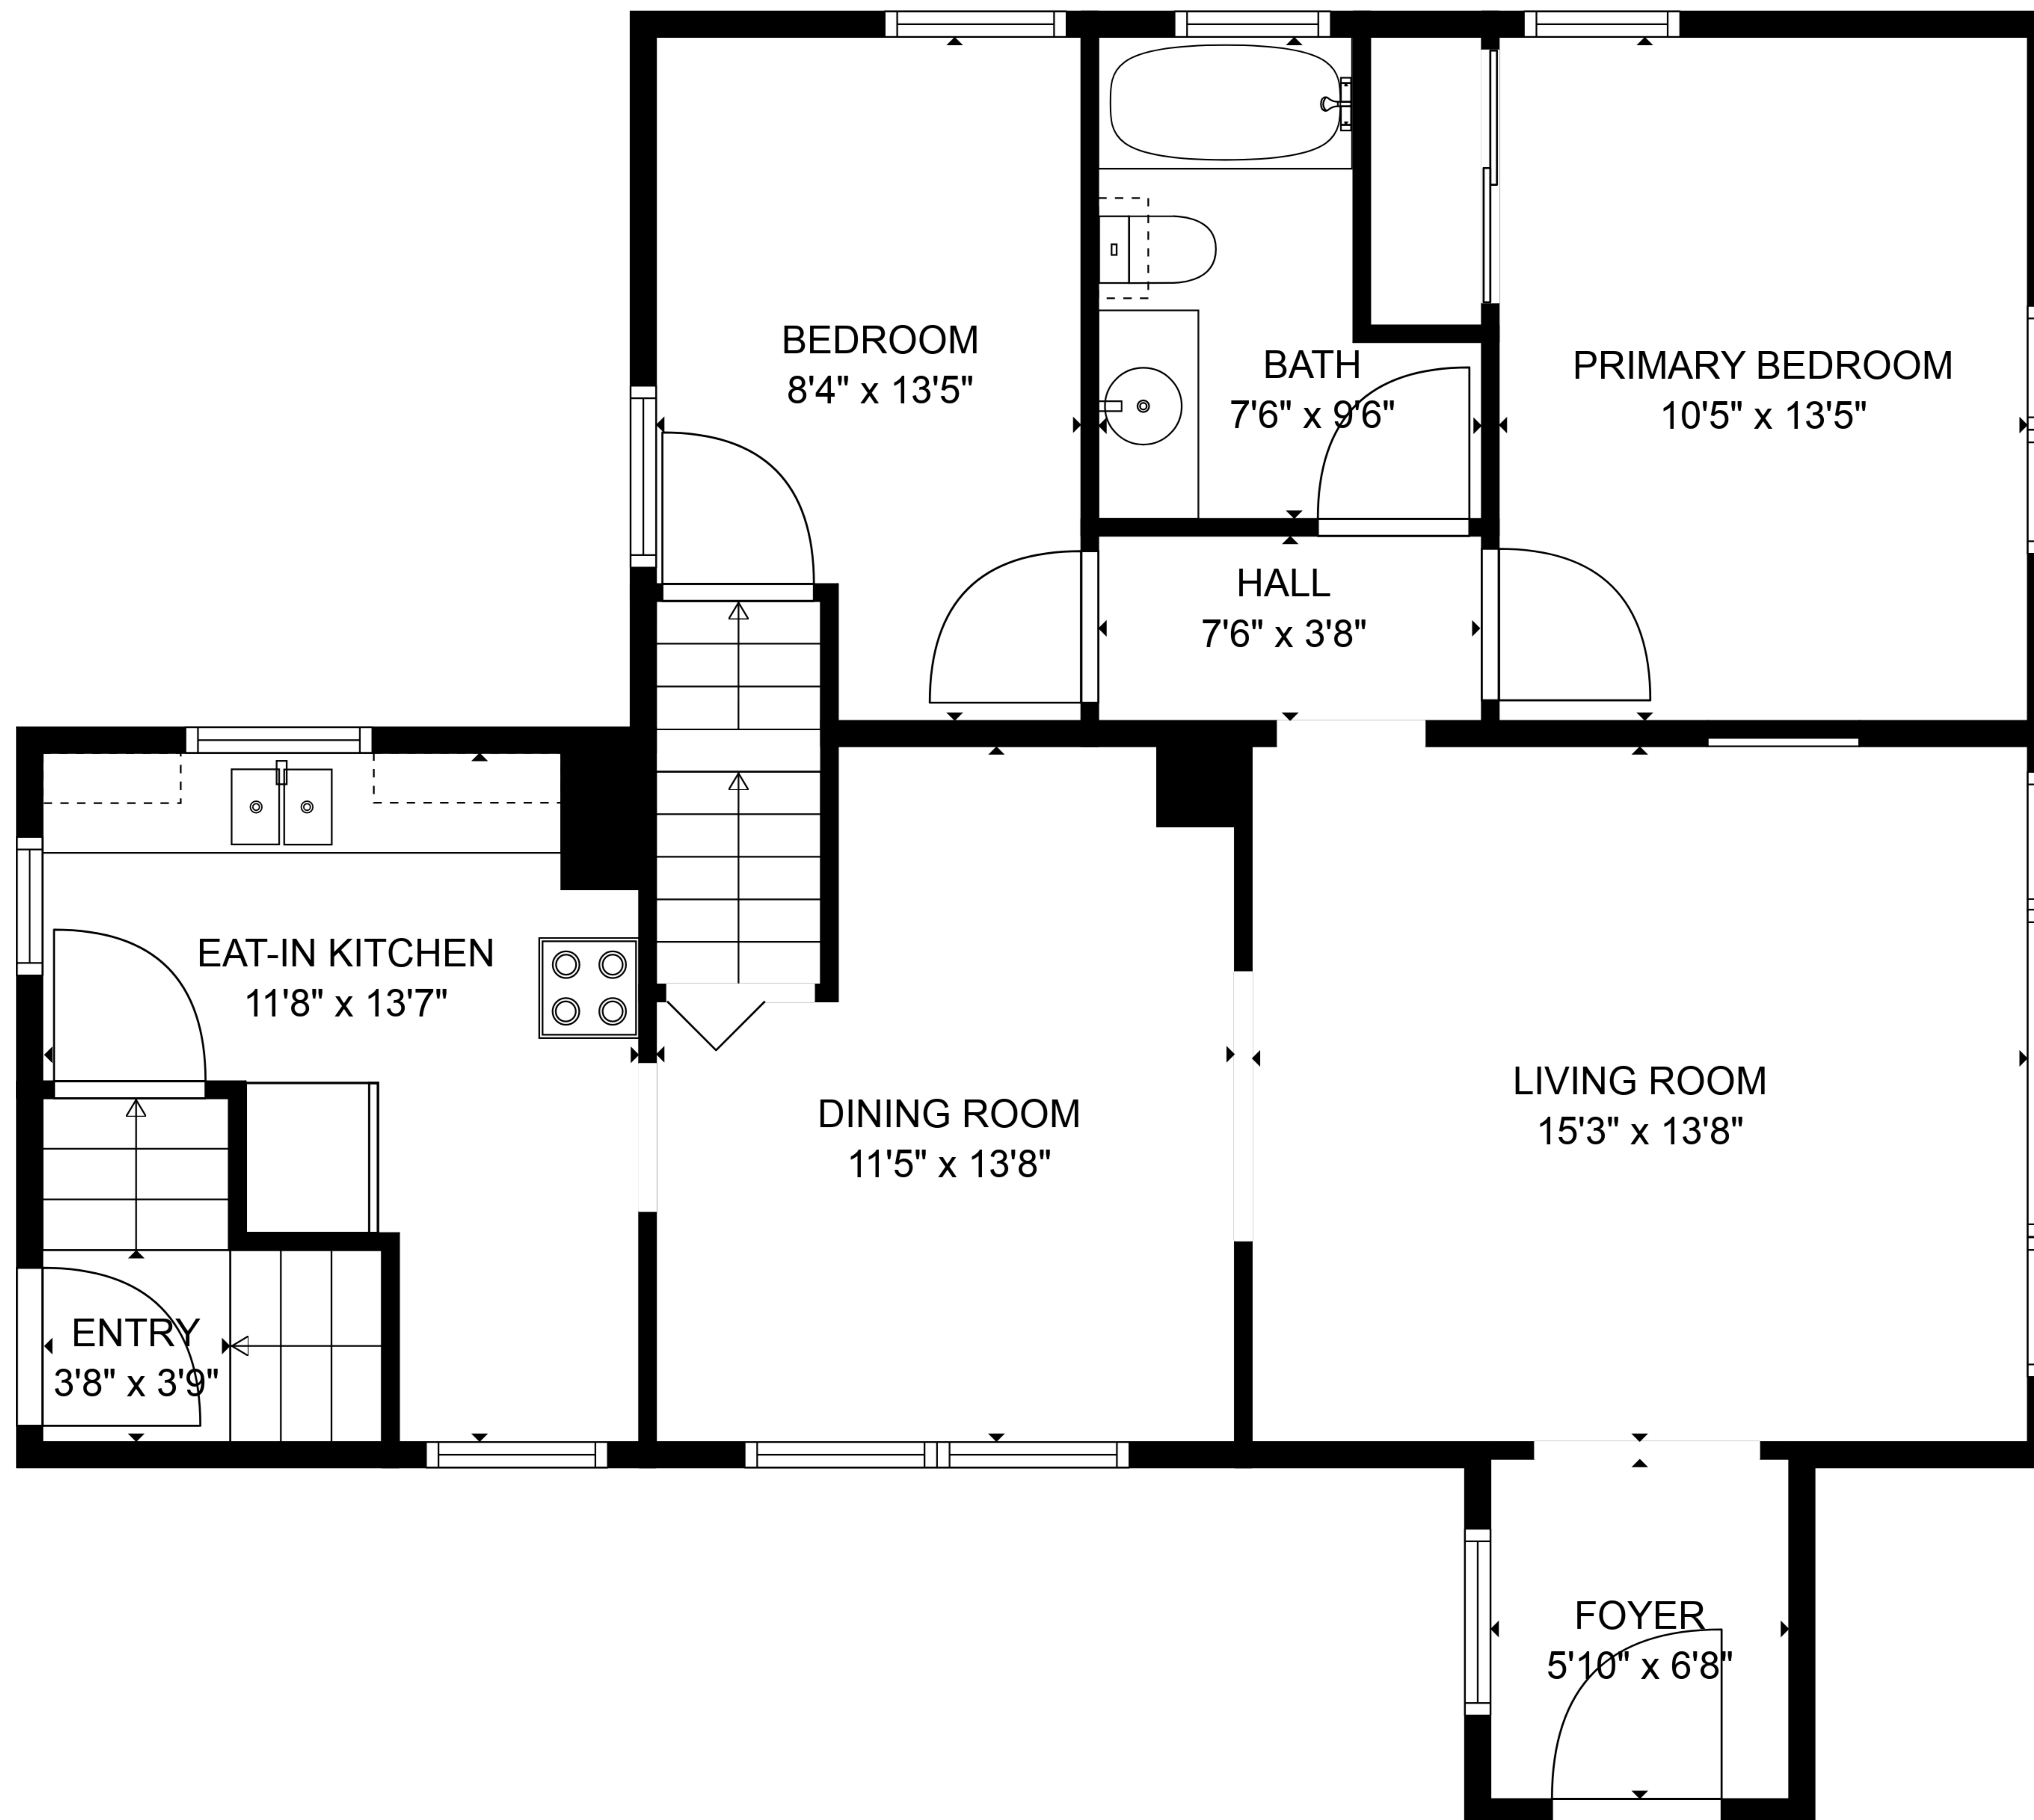 BEDROOM
8'4" x 13'5"
BATH
7'6" x 9'6"
PRIMARY BEDROOM
10'5" x 13'5"
HALL
7'6" x 3'8"
EAT-IN KITCHEN
11'8" x 13'7"
DINING ROOM
11'5" x 13'8"
LIVING ROOM
15'3" x 13'8"
ENTRY
3'8" x 3'9"
FOYER
5'10" x 6'8"